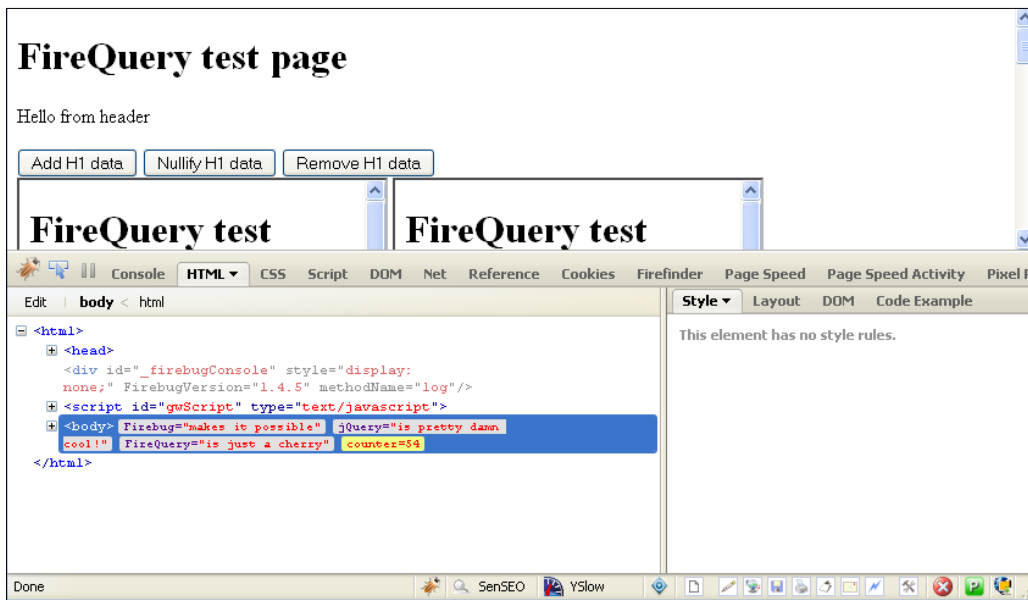 FireQuery test page
Hello from header
Add H1 data Nullify H1 data Remove H1 data
FireQuery test FireQuery test
Console HTML CSS Script DOM Net Reference Cookies Firefinder Page Speed Page Speed Activity Pixel
Edit body < html
Style Layout DOM Code Example
<html>
<head>
<div id="_firebugConsole" style="display:
none;" FirebugVersion="1.4.5" methodName="log"/>
<script id="gwScript" type="text/javascript">
<body> Firebug="makes it possible" jQuery="is pretty damn
cool!" FireQuery="is just a cherry" counter=54
</html>
This element has no style rules.
Done SenSEO YSlow